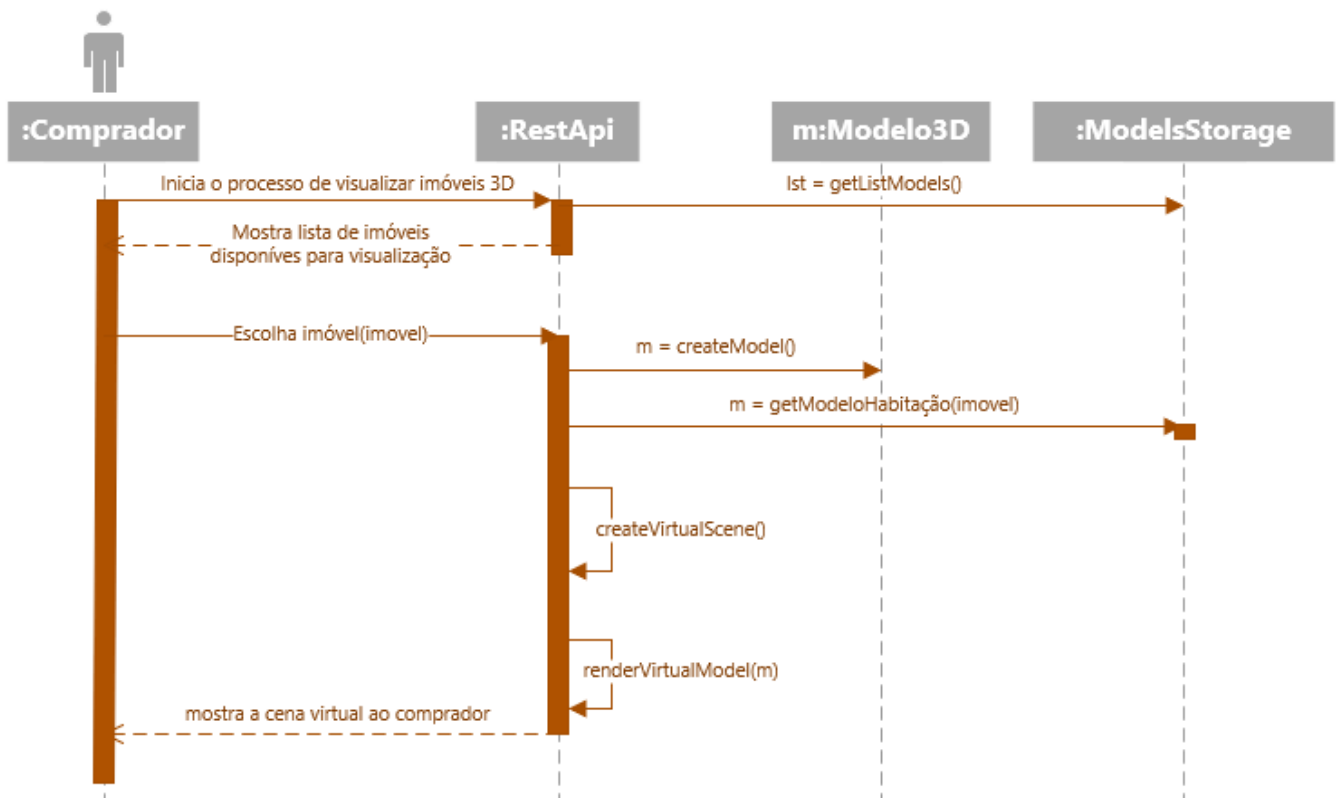 :Comprador
:RestApi
m:Modelo3D
:ModelsStorage
Inicia o processo de visualizar imóveis 3D
lst = getListModels()
Mostra lista de imóveis
disponíves para visualização
Escolha imóvel(imovel)
m = createModel()
m = getModeloHabitação(imovel)
createVirtualScene()
renderVirtualModel(m)
mostra a cena virtual ao comprador